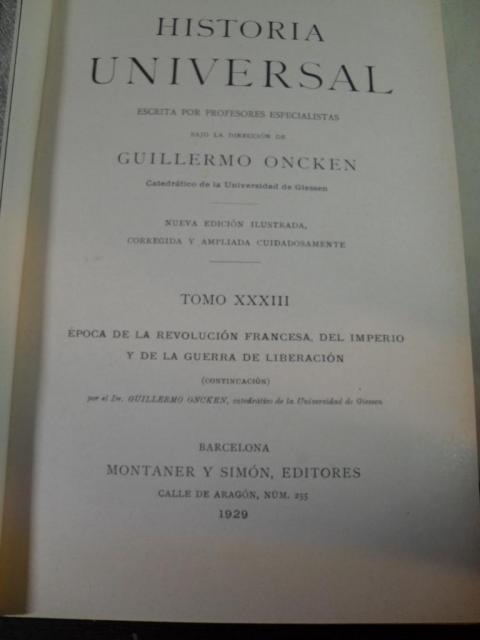 HISTORIA
UNIVERSAL
ESCRITA POR PROFESORES ESPECIALISTAS
BAJO LA DIRECCIÓN DE
GUILLERMO ONCKEN
Catedrático de la Universidad de Giessen
NUEVA EDICIÓN ILUSTRADA,
CORREGIDA Y AMPLIADA CUIDADOSAMENTE
TOMO XXXIII
ÉPOCA DE LA REVOLUCIÓN FRANCESA, DEL IMPERIO
Y DE LA GUERRA DE LIBERACIÓN
(CONTINUACIÓN)
por el Dr. GUILLERMO ONCKEN, catedrático de la Universidad de Giessen
BARCELONA
MONTANER Y SIMÓN, EDITORES
CALLE DE ARAGÓN, NÚM. 255
1929